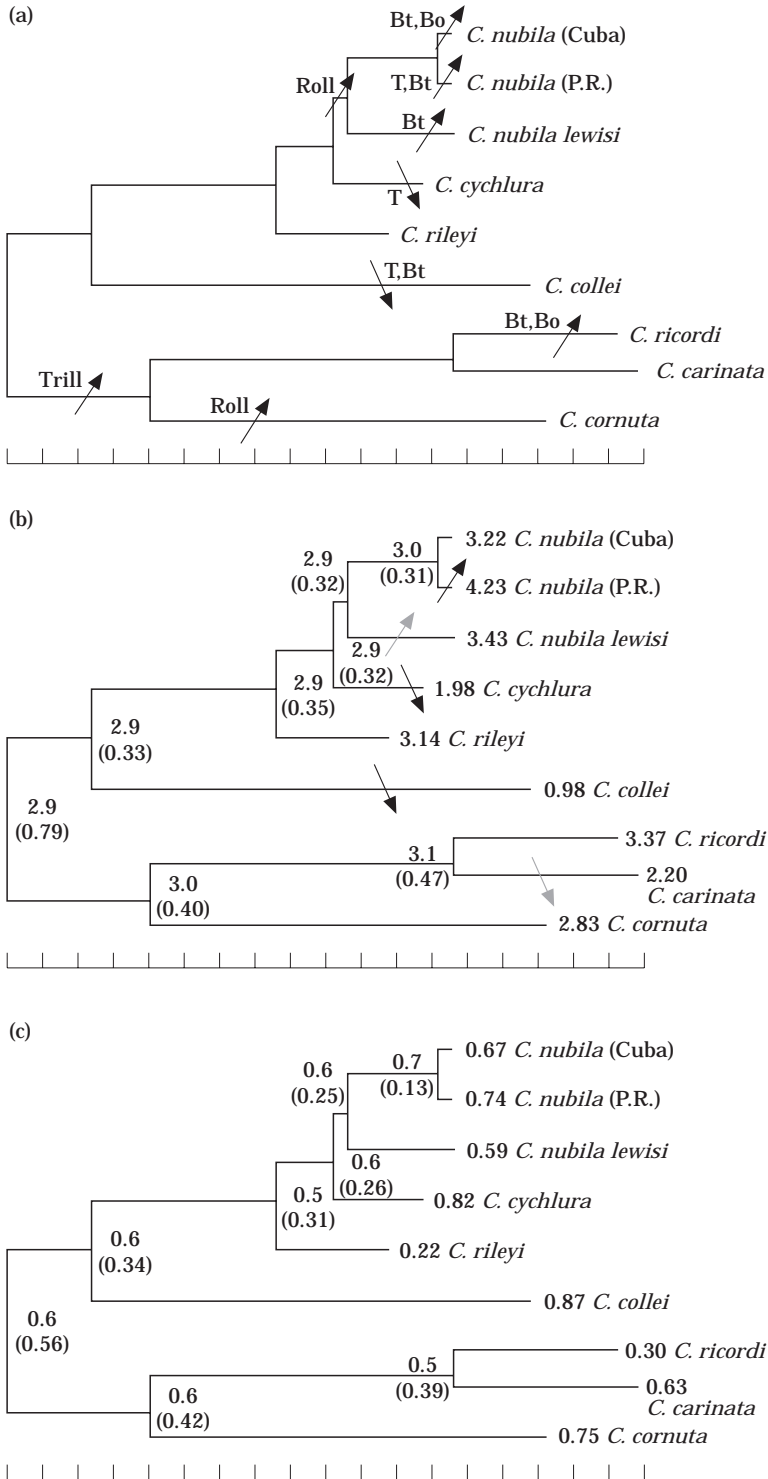 (a)
Bt,Bo
C. nubila (Cuba)
Roll
T,Bt
C. nubila (P.R.)
Bt
C. nubila lewisi
C. cychlura
T
C. rileyi
T,Bt
C. collei
Bt,Bo
C. ricordi
Trill
C. carinata
Roll
C. cornuta
(b)
3.22 C. nubila (Cuba)
2.9
(0.32)
3.0
(0.31)
4.23 C. nubila (P.R.)
3.43 C. nubila lewisi
2.9
(0.32)
2.9
(0.35)
1.98 C. cychlura
2.9
(0.33)
3.14 C. rileyi
0.98 C. collei
2.9
(0.79)
3.37 C. ricordi
3.1
(0.47)
2.20
C. carinata
3.0
(0.40)
2.83 C. cornuta
(c)
0.67 C. nubila (Cuba)
0.6
(0.25)
0.7
(0.13)
0.74 C. nubila (P.R.)
0.59 C. nubila lewisi
0.6
(0.26)
0.5
(0.31)
0.82 C. cychlura
0.6
(0.34)
0.22 C. rileyi
0.87 C. collei
0.6
(0.56)
0.30 C. ricordi
0.5
(0.39)
0.63
C. carinata
0.6
(0.42)
0.75 C. cornuta